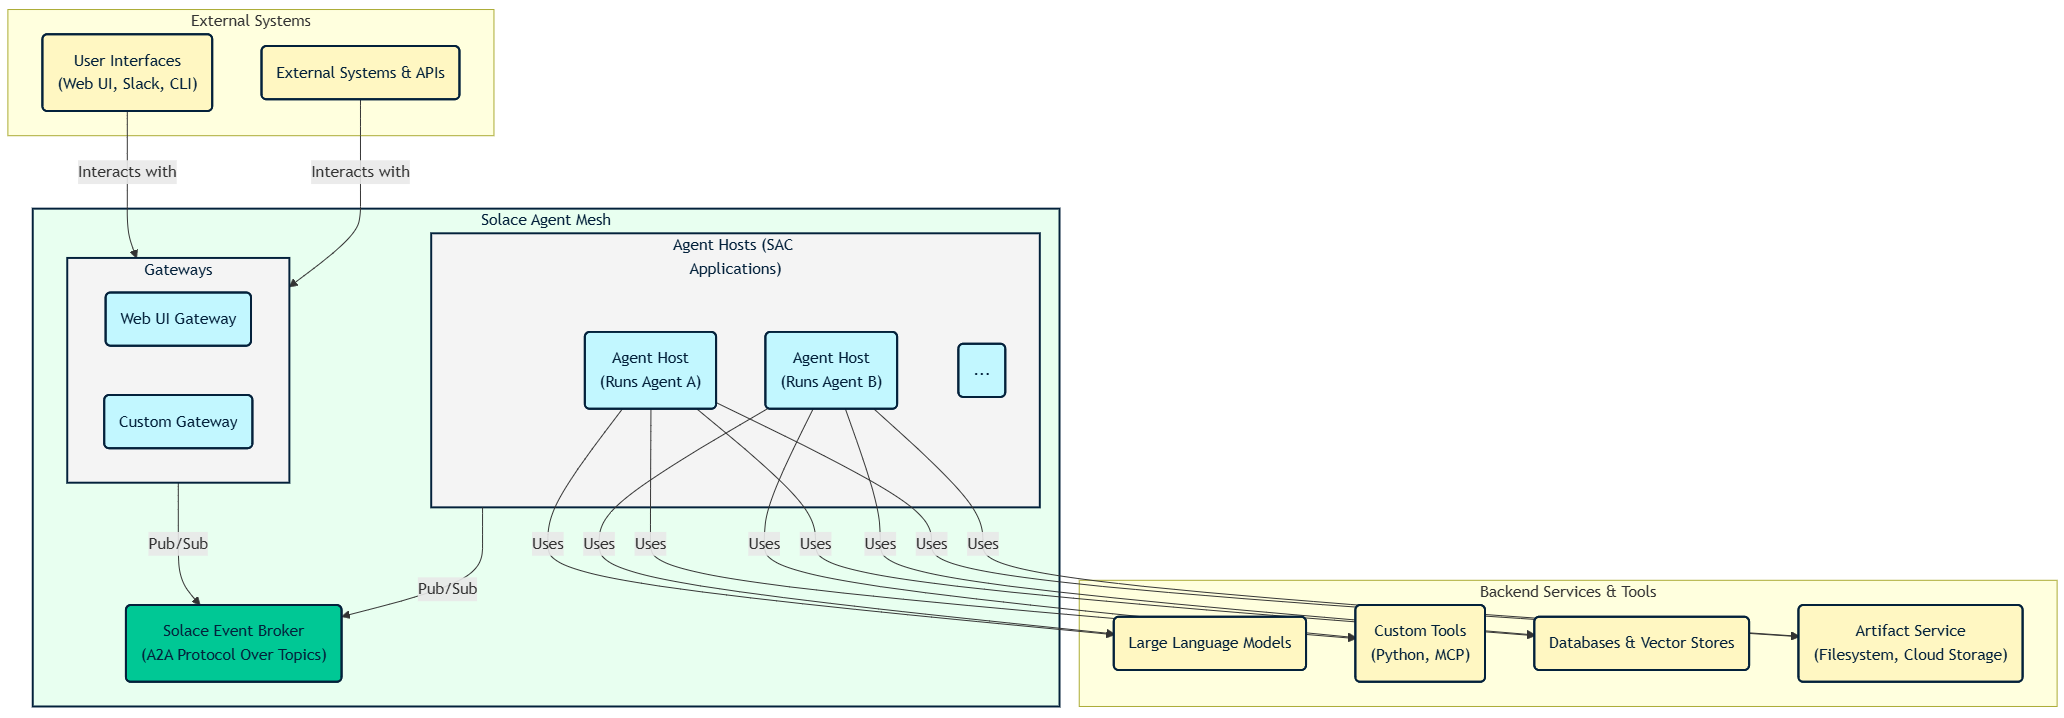 External Systems
User Interfaces
(Web UI, Slack, CLI)
External Systems & APIs
Interacts with
Interacts with
Solace Agent Mesh
Gateways
Web UI Gateway
Custom Gateway
Agent Hosts (SAC
Applications)
Agent Host
(Runs Agent A)
Agent Host
(Runs Agent B)
...
Pub/Sub
Pub/Sub
Uses
Uses
Uses
Uses
Uses
Uses
Uses
Uses
Solace Event Broker
(A2A Protocol Over Topics)
Backend Services & Tools
Large Language Models
Custom Tools
(Python, MCP)
Databases & Vector Stores
Artifact Service
(Filesystem, Cloud Storage)